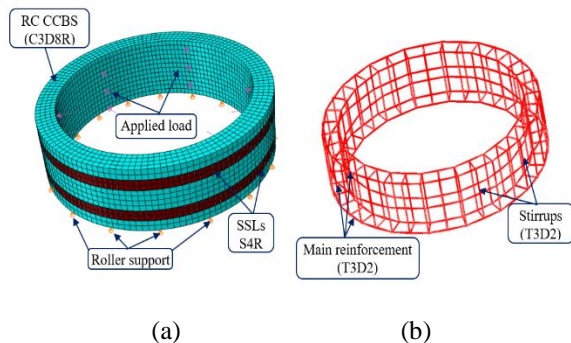 RC CCBS
(C3D8R)
Applied load
SSLs
S4R
Roller support
Main reinforcement
(T3D2)
Stirrups
(T3D2)
(a)
(b)